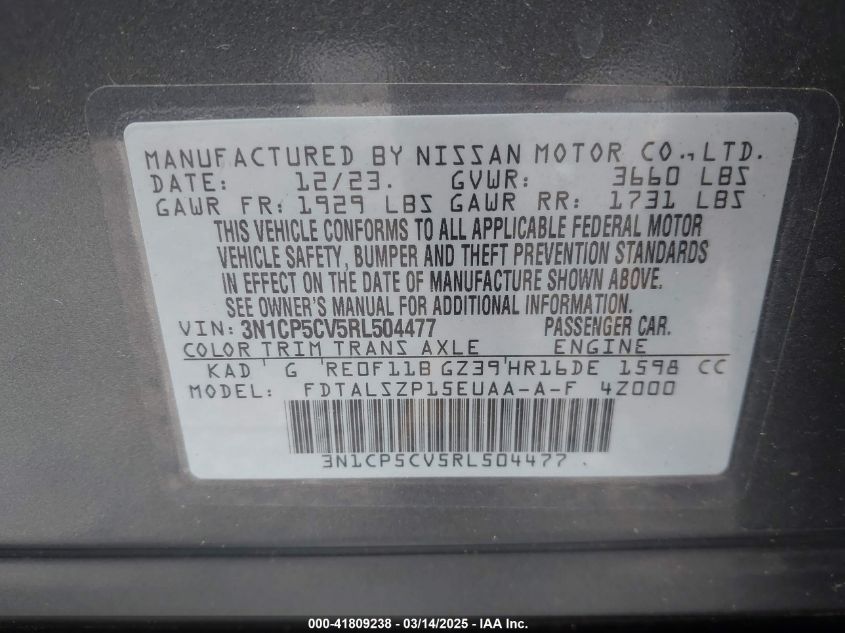 MANUFACTURED BY NISSAN MOTOR CO.,LTD.
DATE: 12/23. GVWR: 3660 LBS
GAWR FR: 1929 LBS GAWR RR: 1731 LBS
THIS VEHICLE CONFORMS TO ALL APPLICABLE FEDERAL MOTOR
VEHICLE SAFETY, BUMPER AND THEFT PREVENTION STANDARDS
IN EFFECT ON THE DATE OF MANUFACTURE SHOWN ABOVE.
SEE OWNER'S MANUAL FOR ADDITIONAL INFORMATION.
VIN: 3N1CP5CV5RL504477 PASSENGER CAR.
COLOR TRIM TRANS AXLE ENGINE
KAD G RE0F11B GZ39 HR16DE 1598 CC
MODEL: FDTALSZP15EUAA-A-F 4Z000
3N1CP5CV5RL504477
000-41809238 - 03/14/2025 - IAA Inc.